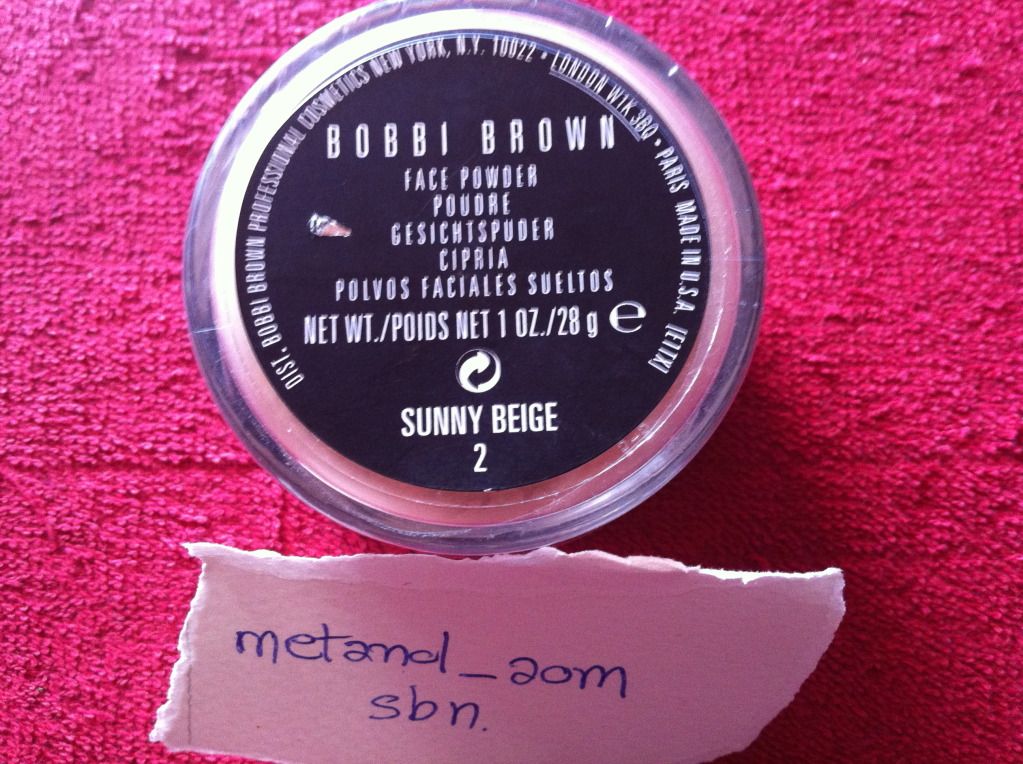 DIST. BOBBI BROWN PROFESSIONAL COSMETICS NEW YORK, N.Y. 10022 • LONDON W1K 3BQ • PARIS MADE IN U.S.A. [E11X]
BOBBI BROWN
FACE POWDER
POUDRE
GESICHTSPUDER
CIPRIA
POLVOS FACIALES SUELTOS
NET WT./POIDS NET 1 OZ./28 g ℮
SUNNY BEIGE
2
metand_aom
sbn.